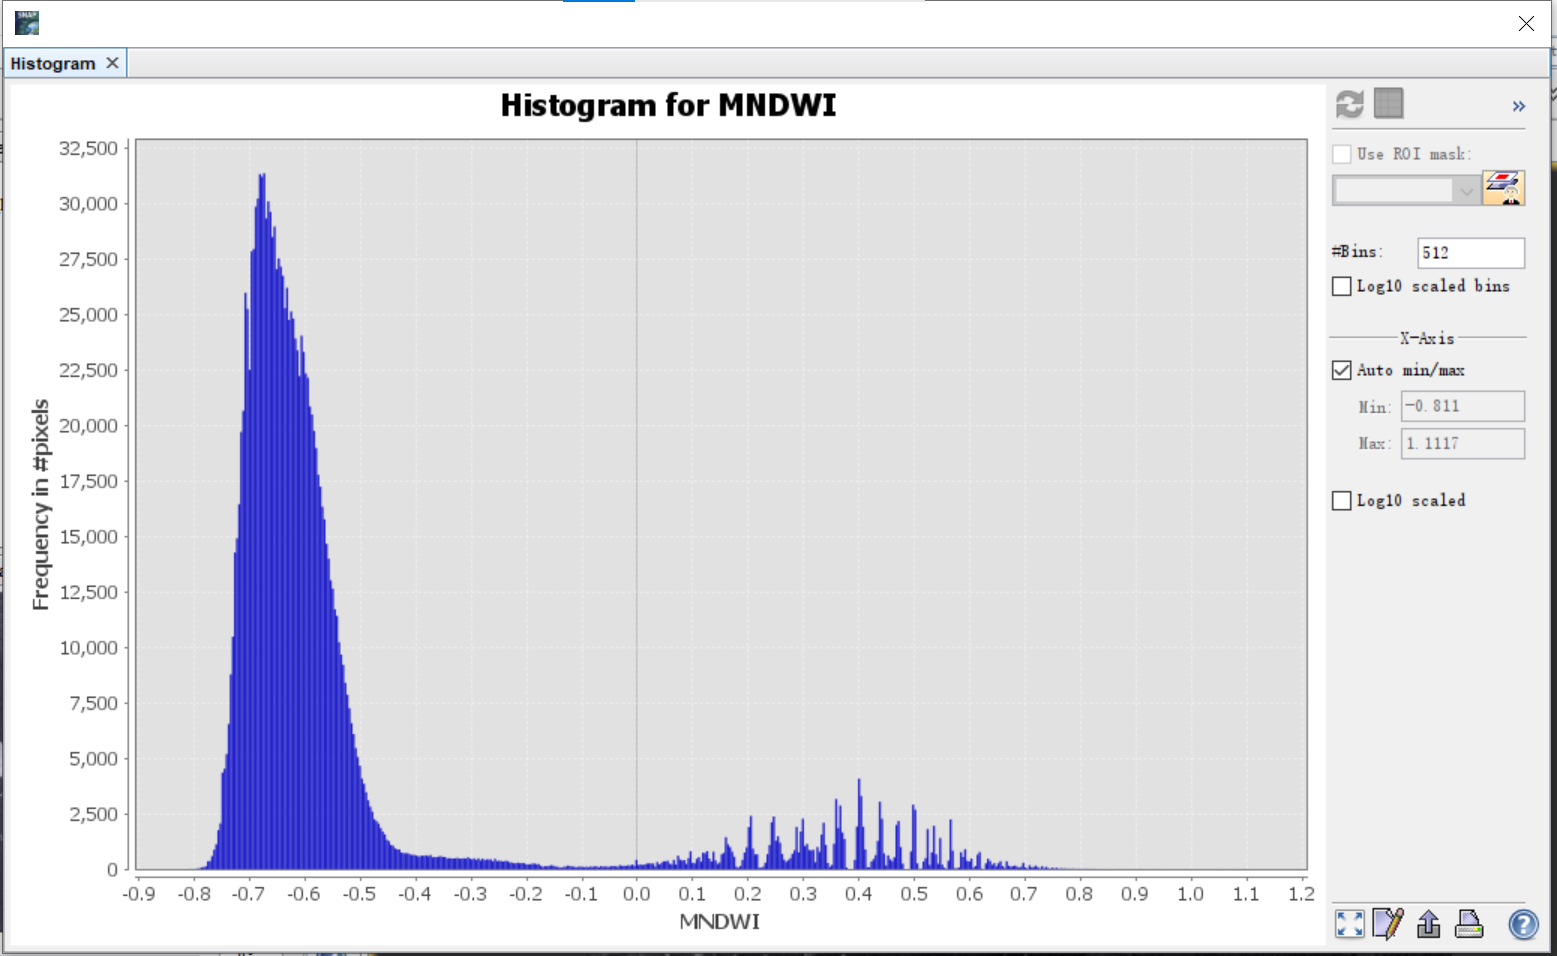 SNAP
Histogram
Histogram for MNDWI
»
Use ROI mask:
#Bins: 512
Log10 scaled bins
X-Axis
Auto min/max
Min: -0.811
Max: 1.1117
Log10 scaled
Frequency in #pixels
32,500
30,000
27,500
25,000
22,500
20,000
17,500
15,000
12,500
10,000
7,500
5,000
2,500
0
-0.9 -0.8 -0.7 -0.6 -0.5 -0.4 -0.3 -0.2 -0.1 0.0 0.1 0.2 0.3 0.4 0.5 0.6 0.7 0.8 0.9 1.0 1.1 1.2
MNDWI
?